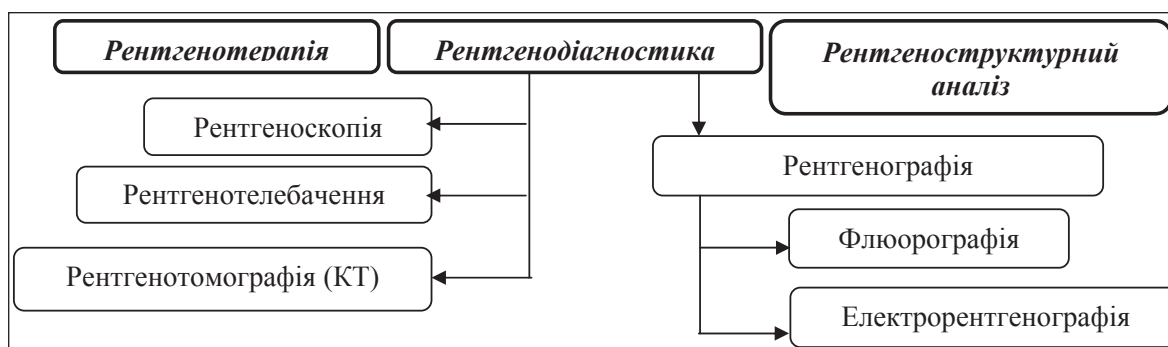 Рентгенотерапія
Рентгенодіагностика
Рентгеноструктурний
аналіз
Рентгеноскопія
Рентгенотелебачення
Рентгенотомографія (КТ)
Рентгенографія
Флюорографія
Електрорентгенографія